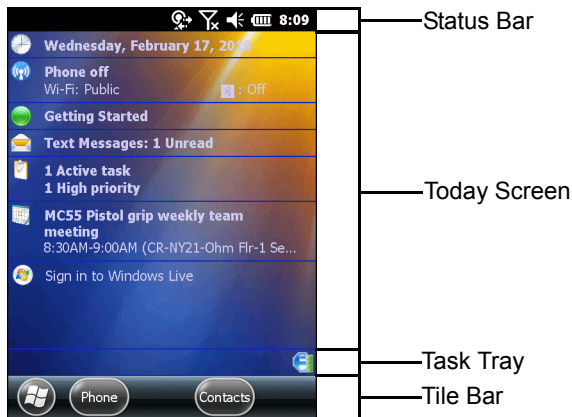 8:09
Status Bar
Wednesday, February 17, 20
Phone off
Wi-Fi: Public : Off
Getting Started
Text Messages: 1 Unread
1 Active task
1 High priority
Today Screen
MC55 Pistol grip weekly team
meeting
8:30AM-9:00AM (CR-NY21-Ohm Flr-1 Se...
Sign in to Windows Live
Task Tray
Phone
Contacts
Tile Bar